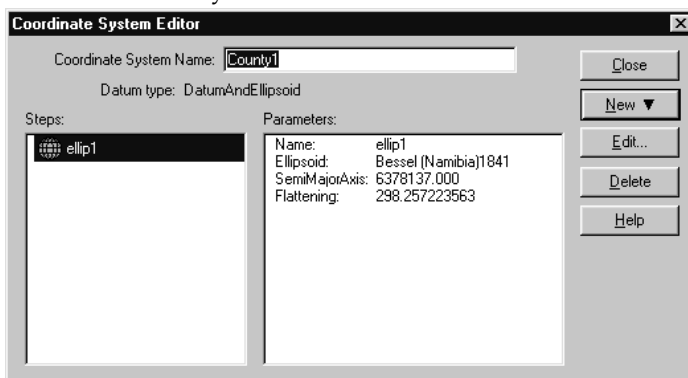 Coordinate System Editor
Coordinate System Name: County1
Close
Datum type: DatumAndEllipsoid
New ▼
Steps:
Parameters:
ellip1
Name: ellip1
Ellipsoid: Bessel (Namibia)1841
SemiMajorAxis: 6378137.000
Flattening: 298.257223563
Edit...
Delete
Help